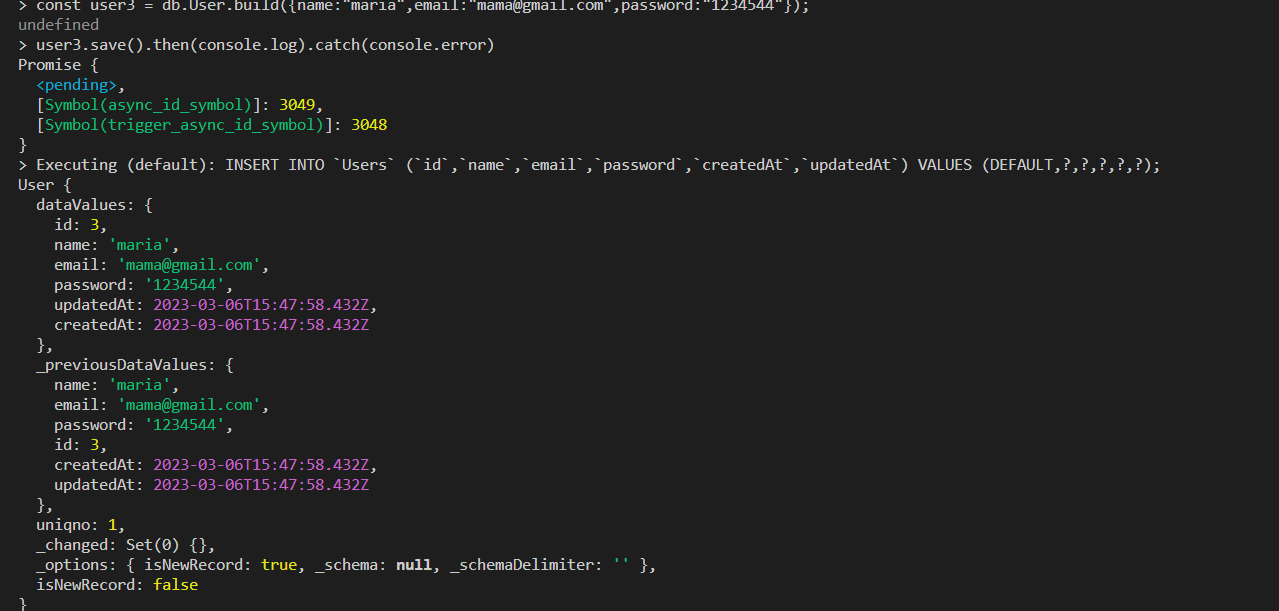 > const user3 = db.User.build({name:"maria",email:"mama@gmail.com",password:"1234544"});
undefined
> user3.save().then(console.log).catch(console.error)
Promise {
  <pending>,
  [Symbol(async_id_symbol)]: 3049,
  [Symbol(trigger_async_id_symbol)]: 3048
}
> Executing (default): INSERT INTO `Users` (`id`,`name`,`email`,`password`,`createdAt`,`updatedAt`) VALUES (DEFAULT,?,?,?,?,?);
User {
  dataValues: {
    id: 3,
    name: 'maria',
    email: 'mama@gmail.com',
    password: '1234544',
    updatedAt: 2023-03-06T15:47:58.432Z,
    createdAt: 2023-03-06T15:47:58.432Z
  },
  _previousDataValues: {
    name: 'maria',
    email: 'mama@gmail.com',
    password: '1234544',
    id: 3,
    createdAt: 2023-03-06T15:47:58.432Z,
    updatedAt: 2023-03-06T15:47:58.432Z
  },
  uniqno: 1,
  _changed: Set(0) {},
  _options: { isNewRecord: true, _schema: null, _schemaDelimiter: '' },
  isNewRecord: false
}